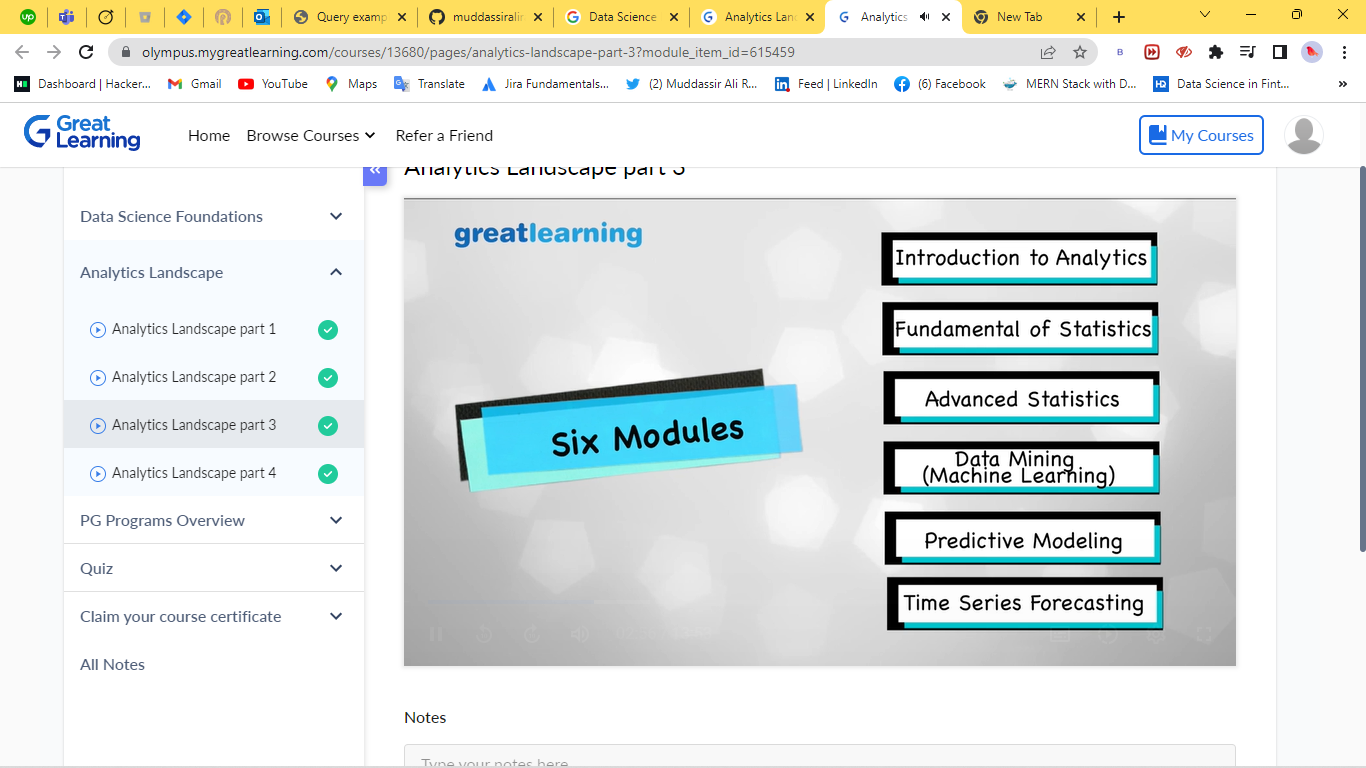 Query examp
muddassiralir
Data Science
Analytics Lan
Analytics
New Tab
olympus.mygreatlearning.com/courses/13680/pages/analytics-landscape-part-3?module_item_id=615459
Dashboard | Hacker...
Gmail
YouTube
Maps
Translate
Jira Fundamentals...
(2) Muddassir Ali R...
Feed | LinkedIn
(6) Facebook
MERN Stack with D...
Data Science in Fint...
Great
Learning
Home
Browse Courses
Refer a Friend
My Courses
Analytics Landscape part 3
Data Science Foundations
Analytics Landscape
Analytics Landscape part 1
Analytics Landscape part 2
Analytics Landscape part 3
Analytics Landscape part 4
PG Programs Overview
Quiz
Claim your course certificate
All Notes
greatlearning
Six Modules
Introduction to Analytics
Fundamental of Statistics
Advanced Statistics
Data Mining
(Machine Learning)
Predictive Modeling
Time Series Forecasting
Notes
Type your notes here